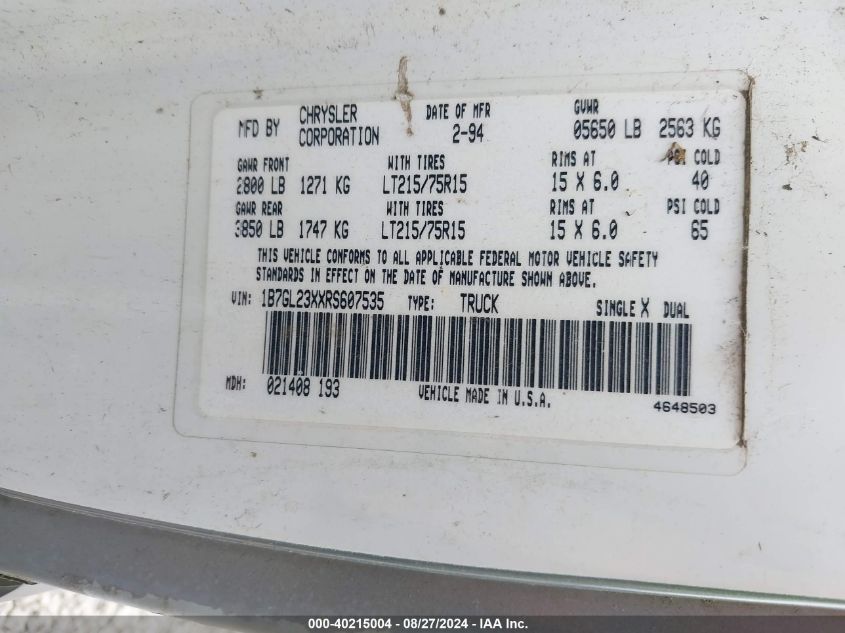 MFD BY CHRYSLER CORPORATION DATE OF MFR 2-94 GVWR 05650 LB 2563 KG
GAWR FRONT WITH TIRES RIMS AT PSI COLD
2800 LB 1271 KG LT215/75R15 15 X 6.0 40
GAWR REAR WITH TIRES RIMS AT PSI COLD
3850 LB 1747 KG LT215/75R15 15 X 6.0 65
THIS VEHICLE CONFORMS TO ALL APPLICABLE FEDERAL MOTOR VEHICLE SAFETY
STANDARDS IN EFFECT ON THE DATE OF MANUFACTURE SHOWN ABOVE.
VIN: 1B7GL23XXRS607535 TYPE: TRUCK SINGLE X DUAL
MDH: 021408 193 VEHICLE MADE IN U.S.A. 4648503
000-40215004 - 08/27/2024 - IAA Inc.